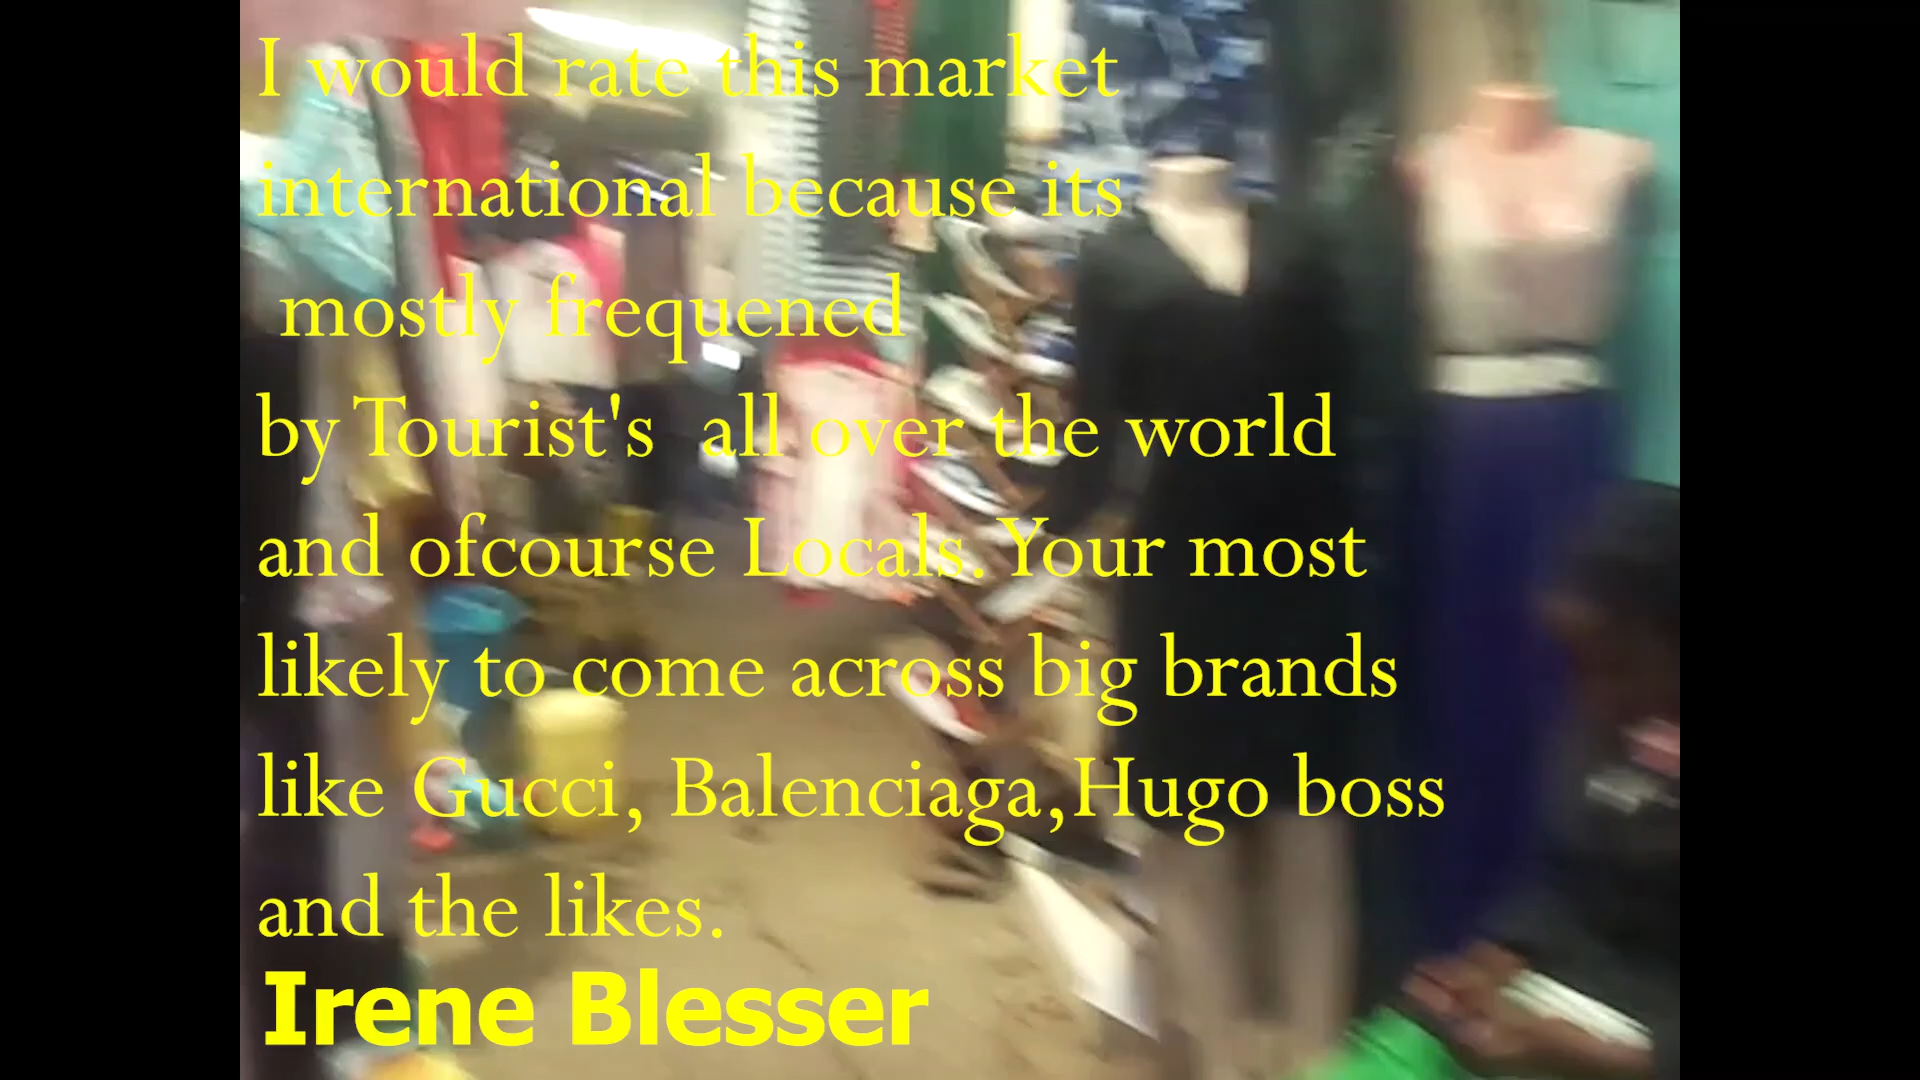 I would rate this market
international because its
mostly frequened
by Tourist's all over the world
and ofcourse Locals. Your most
likely to come across big brands
like Gucci, Balenciaga,Hugo boss
and the likes.
Irene Blesser